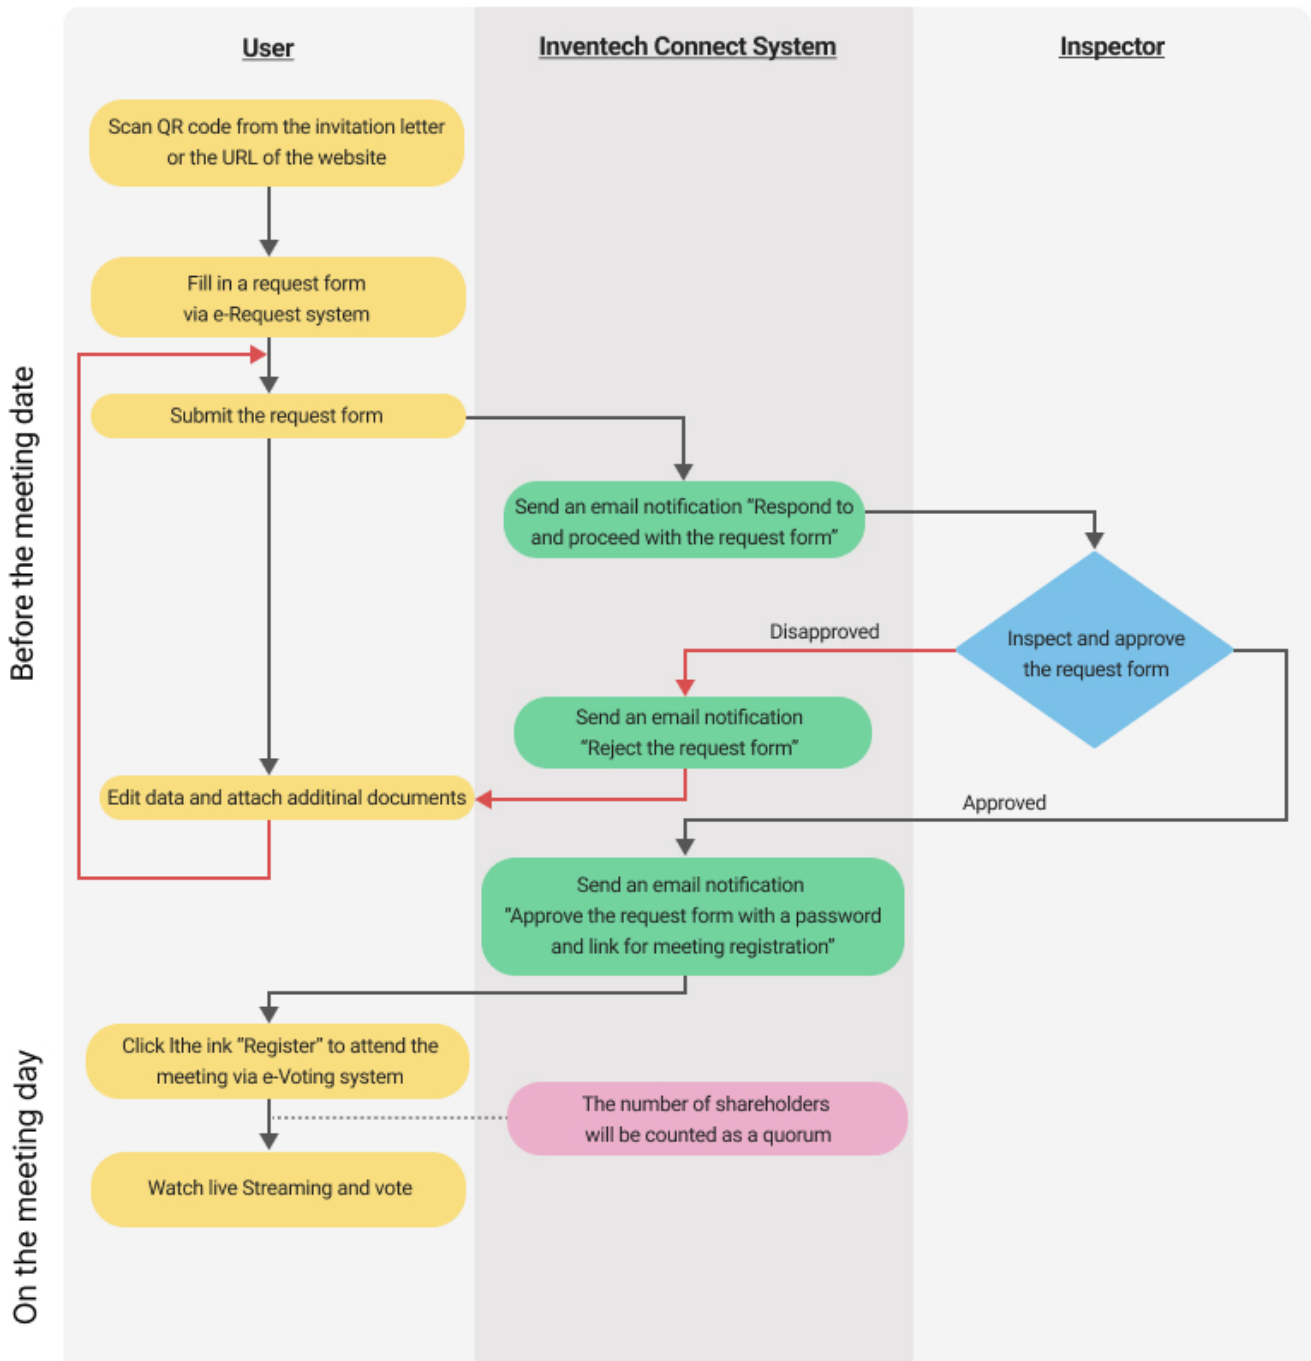 User
Inventech Connect System
Inspector
Before the meeting date
Scan QR code from the invitation letter
or the URL of the website
Fill in a request form
via e-Request system
Submit the request form
Send an email notification “Respond to
and proceed with the request form”
Inspect and approve
the request form
Disapproved
Send an email notification
“Reject the request form”
Edit data and attach additinal documents
Approved
Send an email notification
“Approve the request form with a password
and link for meeting registration”
On the meeting day
Click lthe ink “Register” to attend the
meeting via e-Voting system
The number of shareholders
will be counted as a quorum
Watch live Streaming and vote